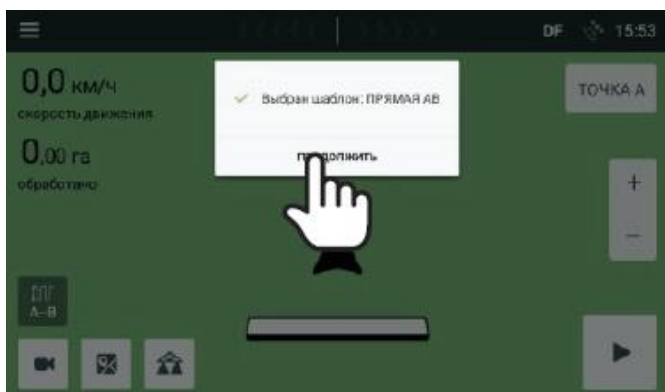 DF 15:53
0,0 км/ч
скорость движения
0,00 га
обработано
Выбран шаблон: ПРЯМАЯ АВ
ПРОДОЛЖИТЬ
ТОЧКА А
+
−
A–B